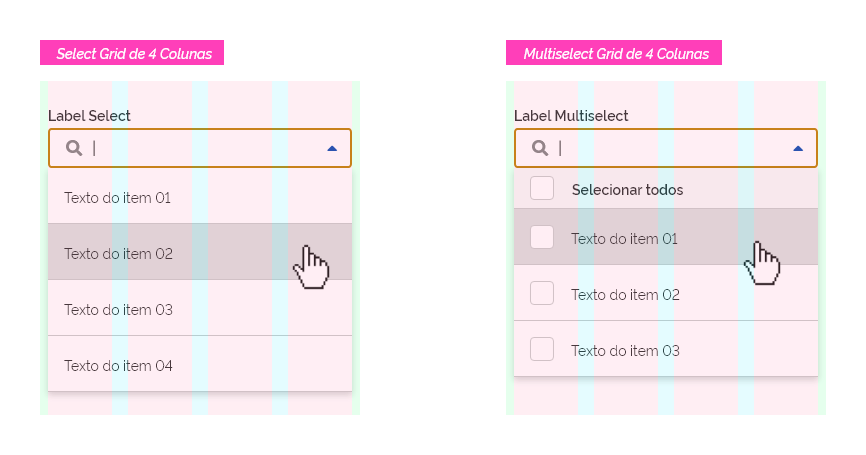 Select Grid de 4 Colunas
Label Select
Texto do item 01
Texto do item 02
Texto do item 03
Texto do item 04
Multiselect Grid de 4 Colunas
Label Multiselect
Selecionar todos
Texto do item 01
Texto do item 02
Texto do item 03